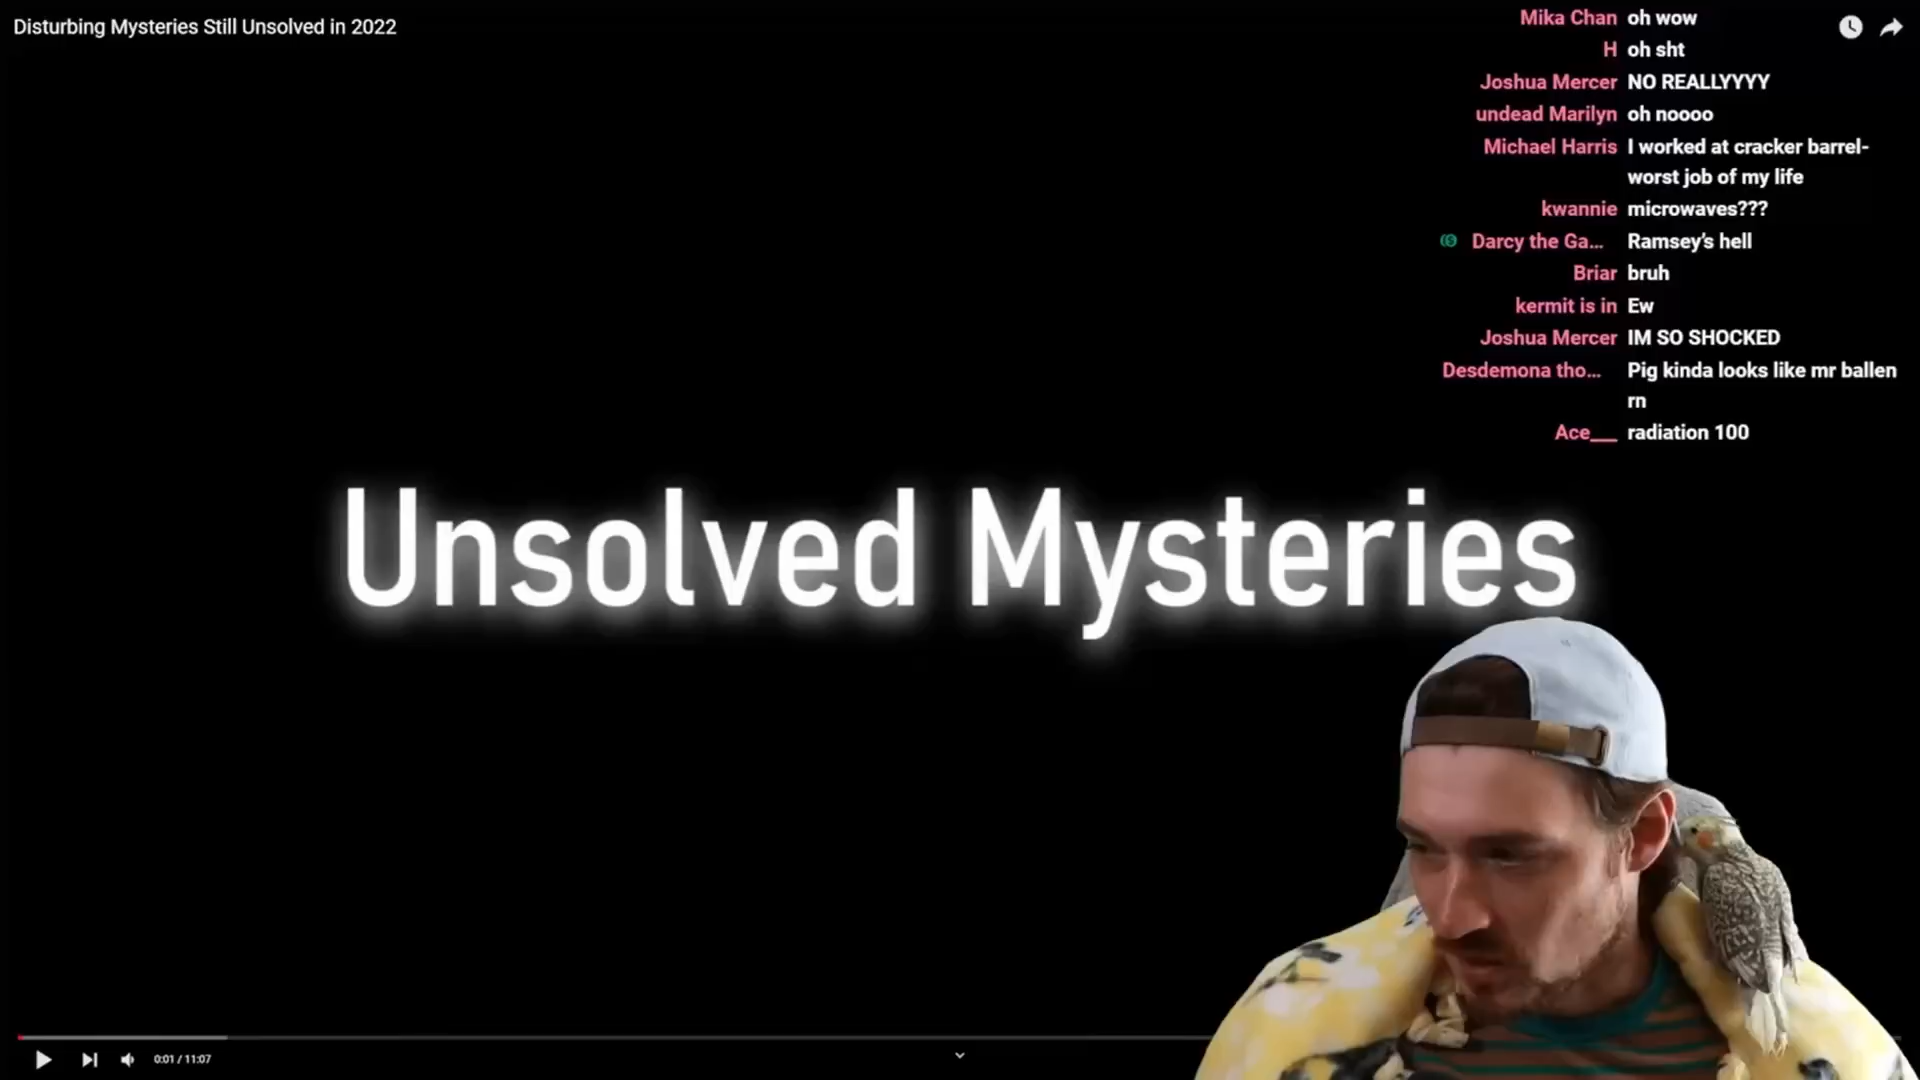 Disturbing Mysteries Still Unsolved in 2022
Mika Chan oh wow
H oh sht
Joshua Mercer NO REALLYYYY
undead Marilyn oh noooo
Michael Harris I worked at cracker barrel-
worst job of my life
kwannie microwaves???
Darcy the Ga... Ramsey's hell
Briar bruh
kermit is in Ew
Joshua Mercer IM SO SHOCKED
Desdemona tho... Pig kinda looks like mr ballen
rn
Ace___ radiation 100
Unsolved Mysteries
0:01 / 11:07